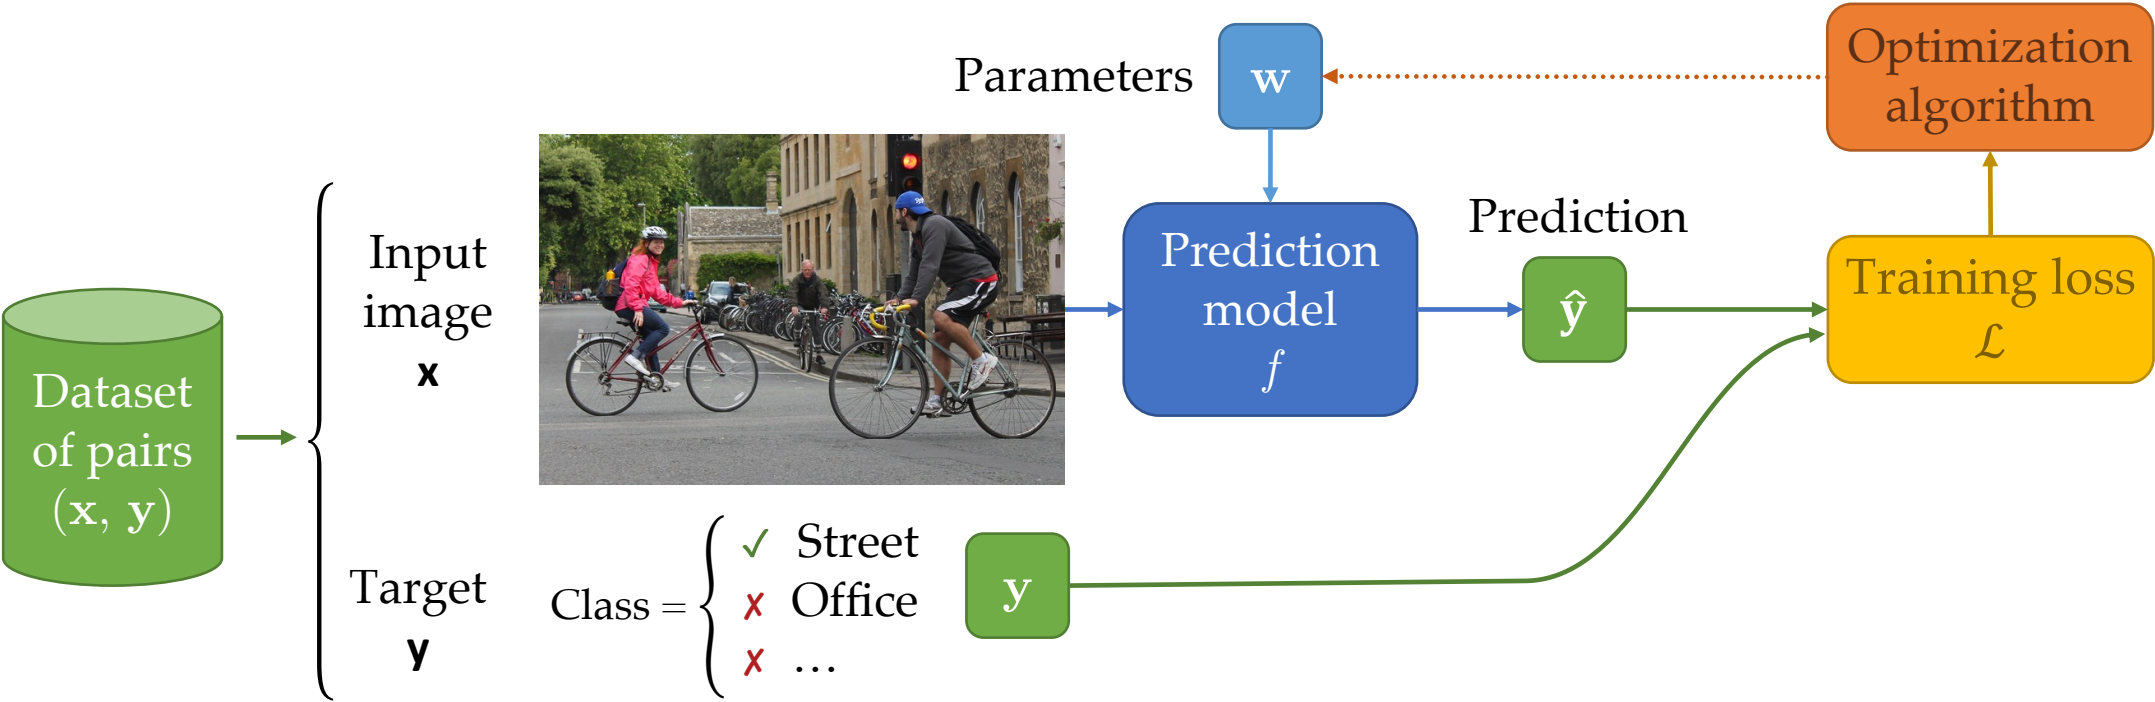 Dataset
of pairs
(x, y)
Input
image
x
Target
y
Class =
✓ Street
✗ Office
✗ ...
y
Parameters
w
Prediction
model
f
Prediction
ŷ
Training loss
ℒ
Optimization
algorithm